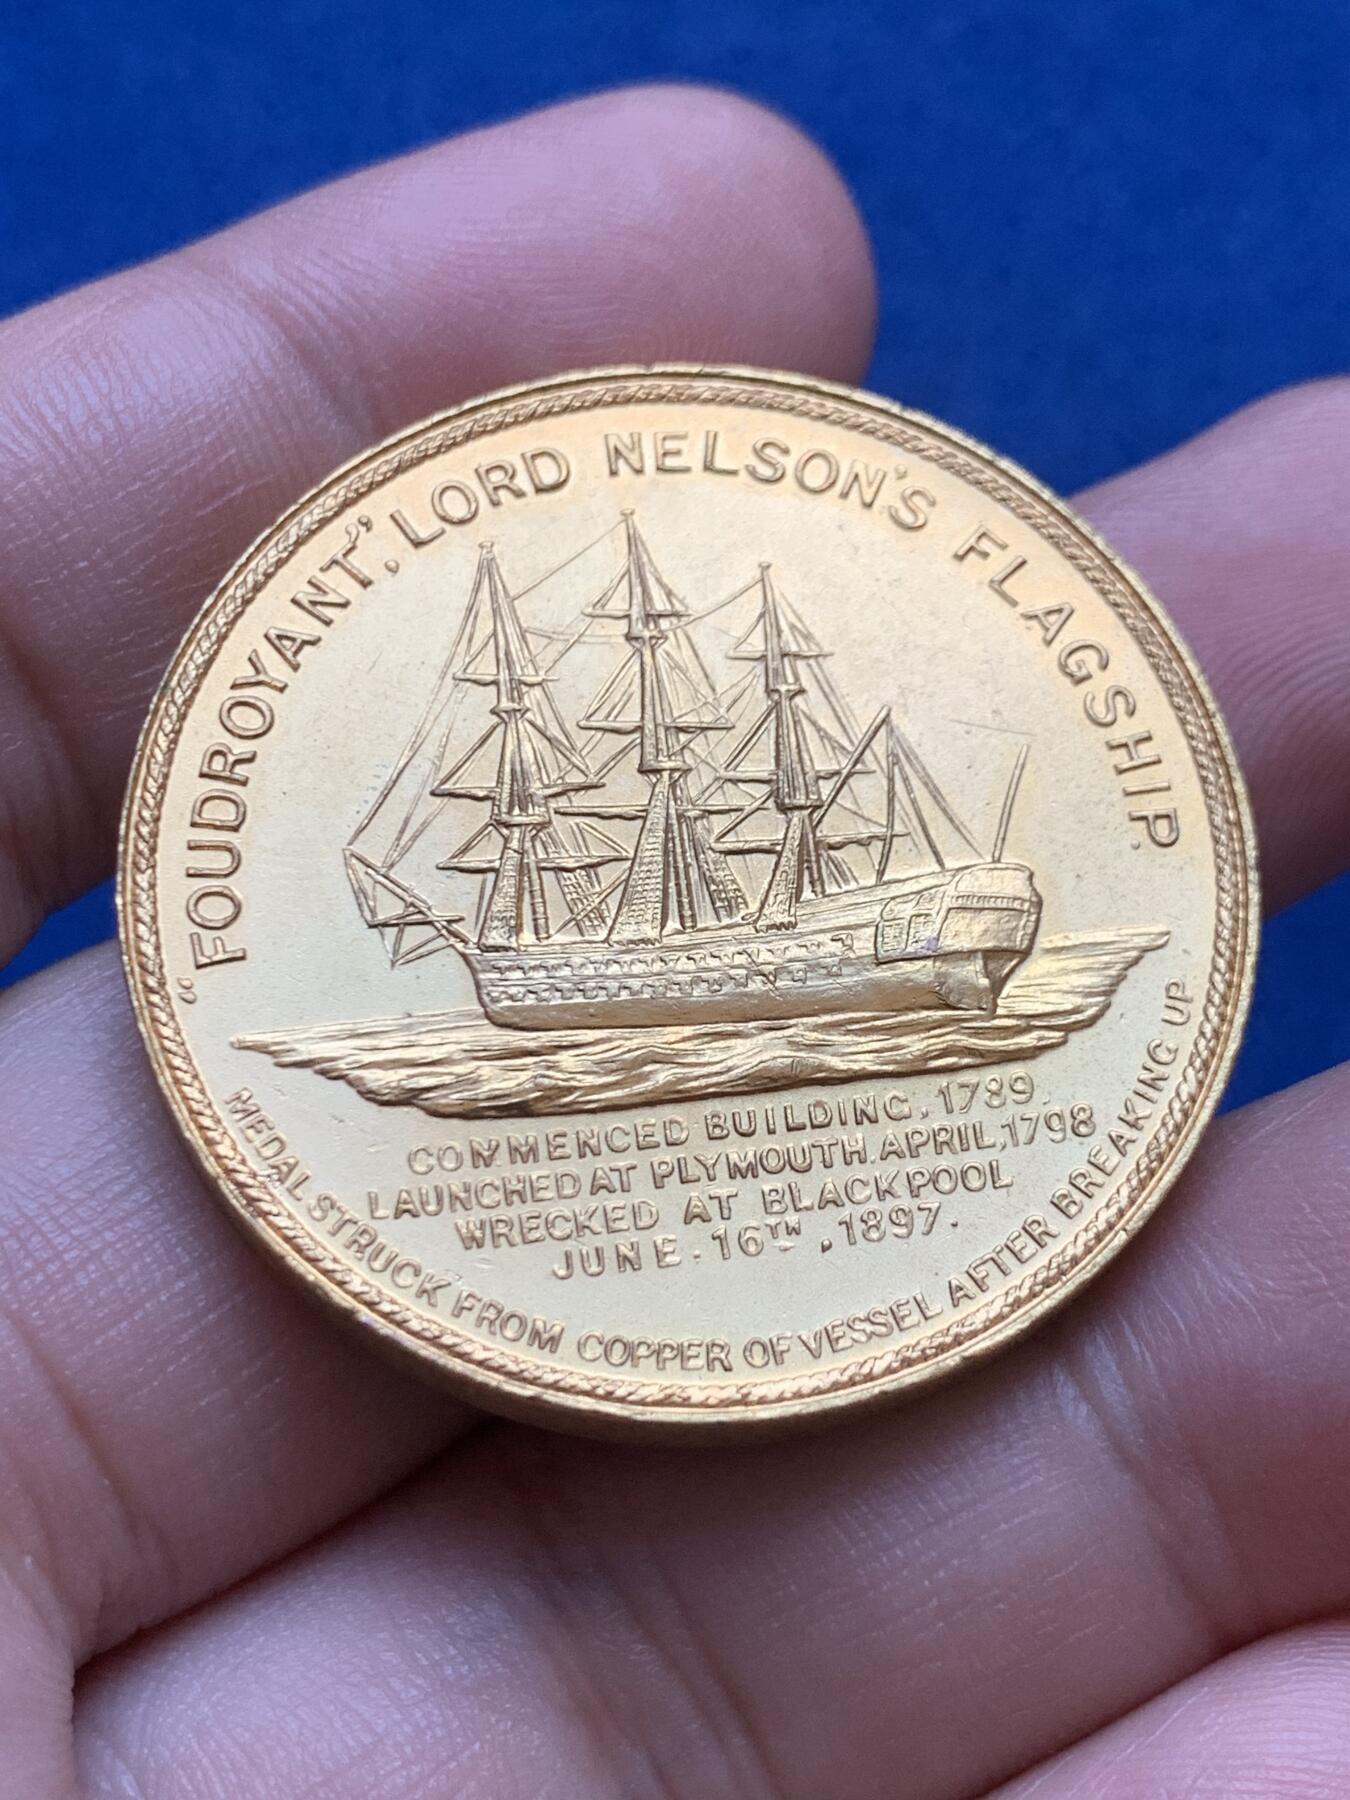 "FOUDROYANT", LORD NELSON'S FLAGSHIP.
COMMENCED BUILDING, 1789.
LAUNCHED AT PLYMOUTH. APRIL, 1798
WRECKED AT BLACKPOOL
JUNE. 16TH, 1897.
MEDAL STRUCK FROM COPPER OF VESSEL AFTER BREAKING UP